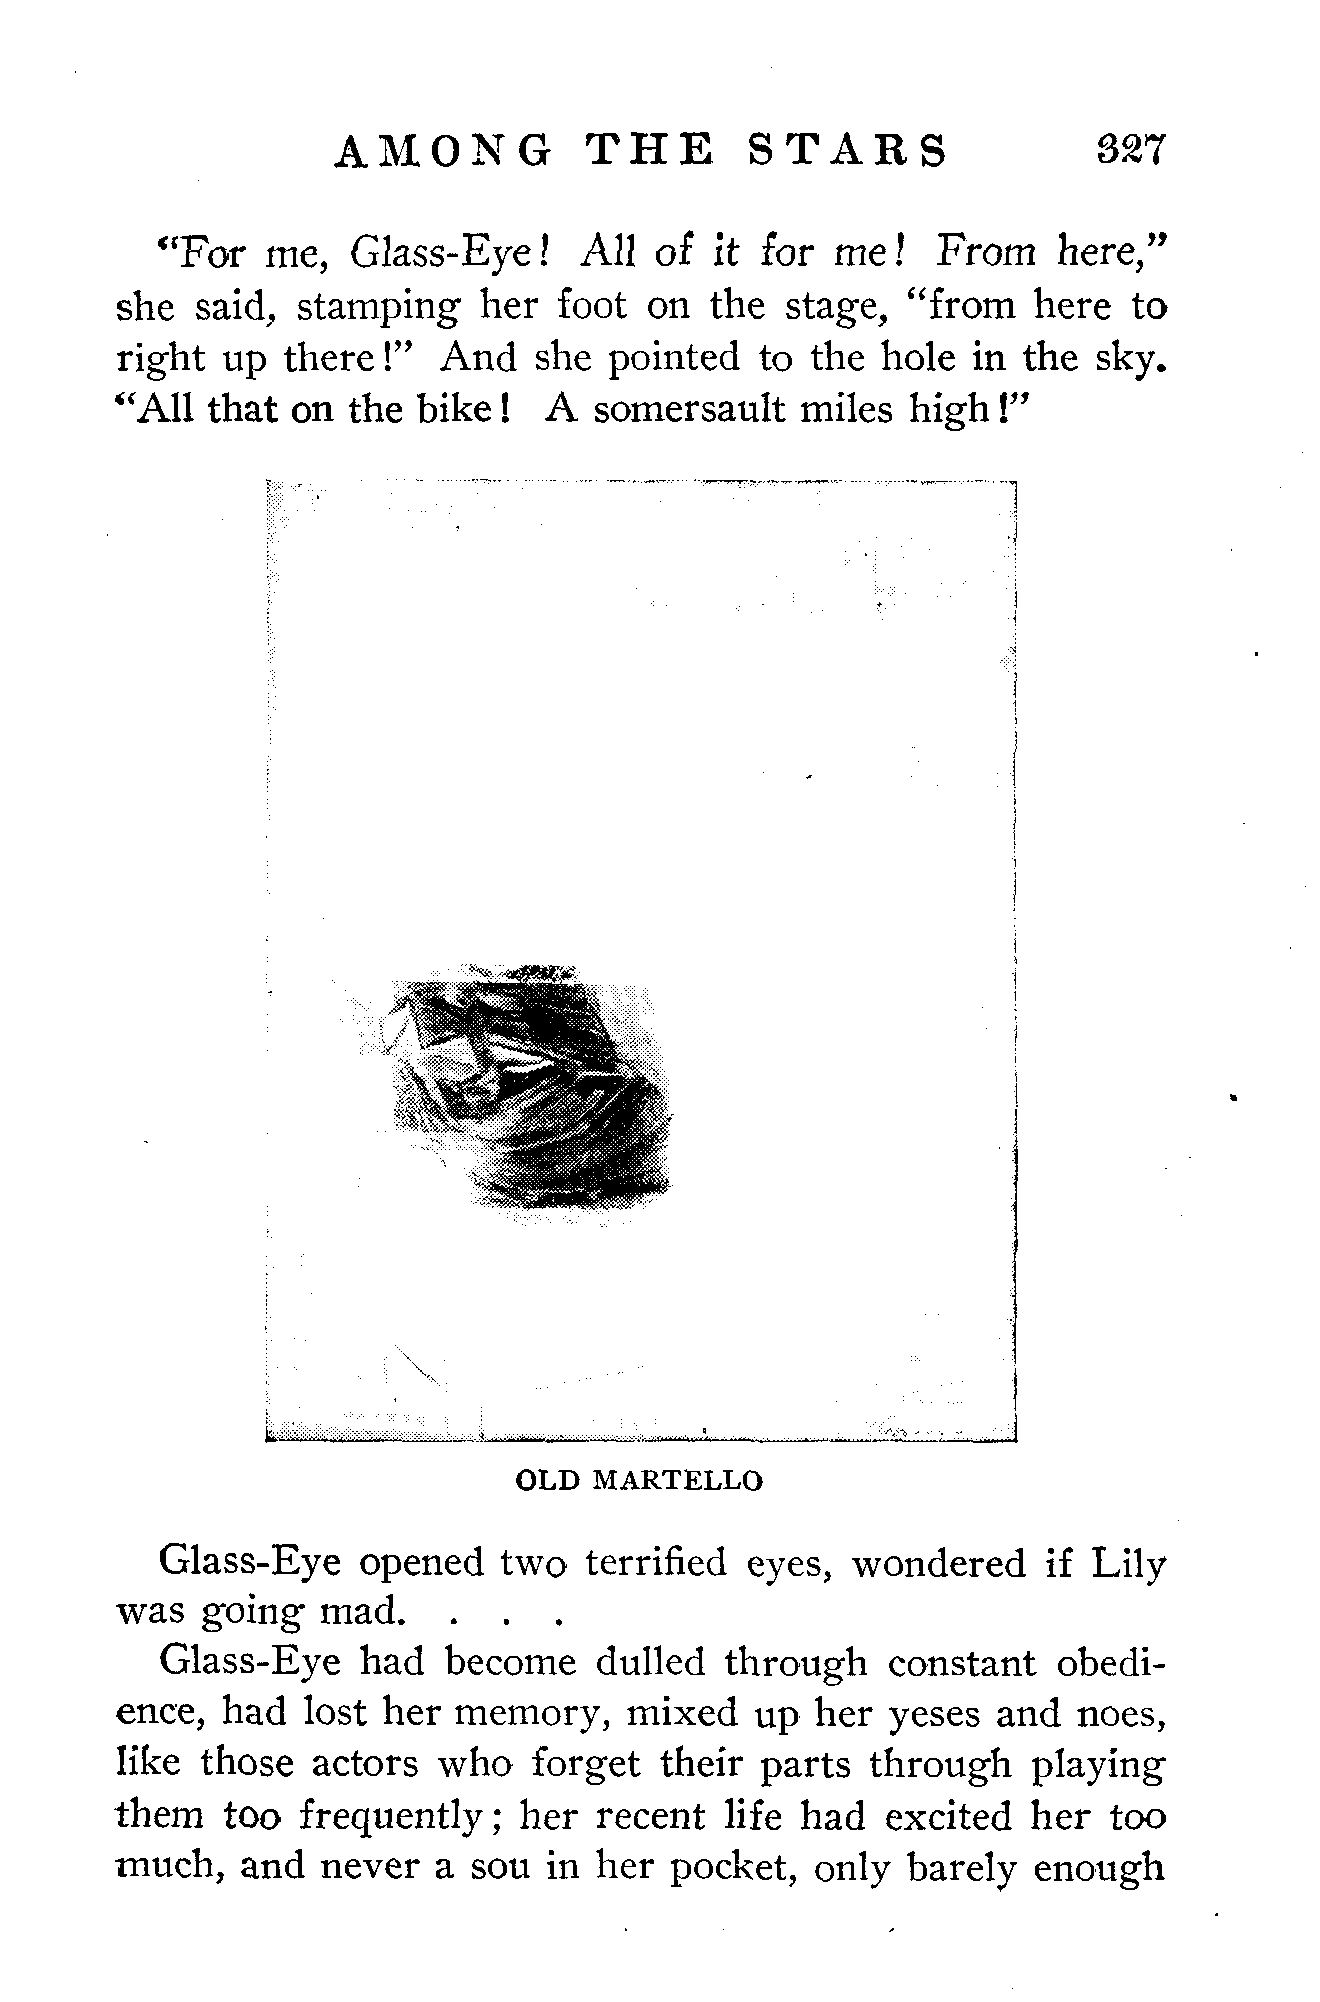 AMONG THE STARS 327
“For me, Glass-Eye! All of it for me! From here,”
she said, stamping her foot on the stage, “from here to
right up there!” And she pointed to the hole in the sky.
“All that on the bike! A somersault miles high!”
OLD MARTELLO
Glass-Eye opened two terrified eyes, wondered if Lily
was going mad. . . .
Glass-Eye had become dulled through constant obedi-
ence, had lost her memory, mixed up her yeses and noes,
like those actors who forget their parts through playing
them too frequently; her recent life had excited her too
much, and never a sou in her pocket, only barely enough